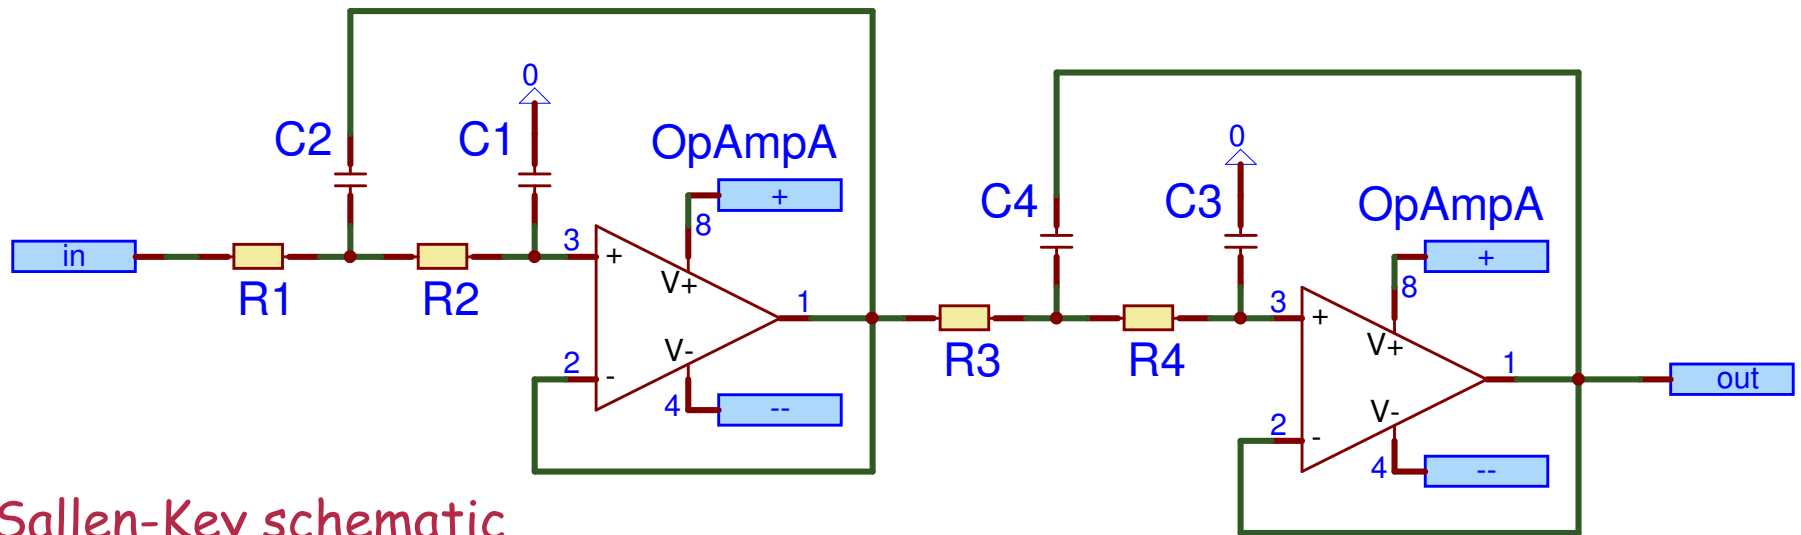 in
R1
C2
R2
0
C1
OpAmpA
3
+
V+
8
+
2
-
V-
4
--
1
R3
C4
R4
0
C3
OpAmpA
3
+
V+
8
+
2
-
V-
4
--
1
out
Sallen-Key schematic